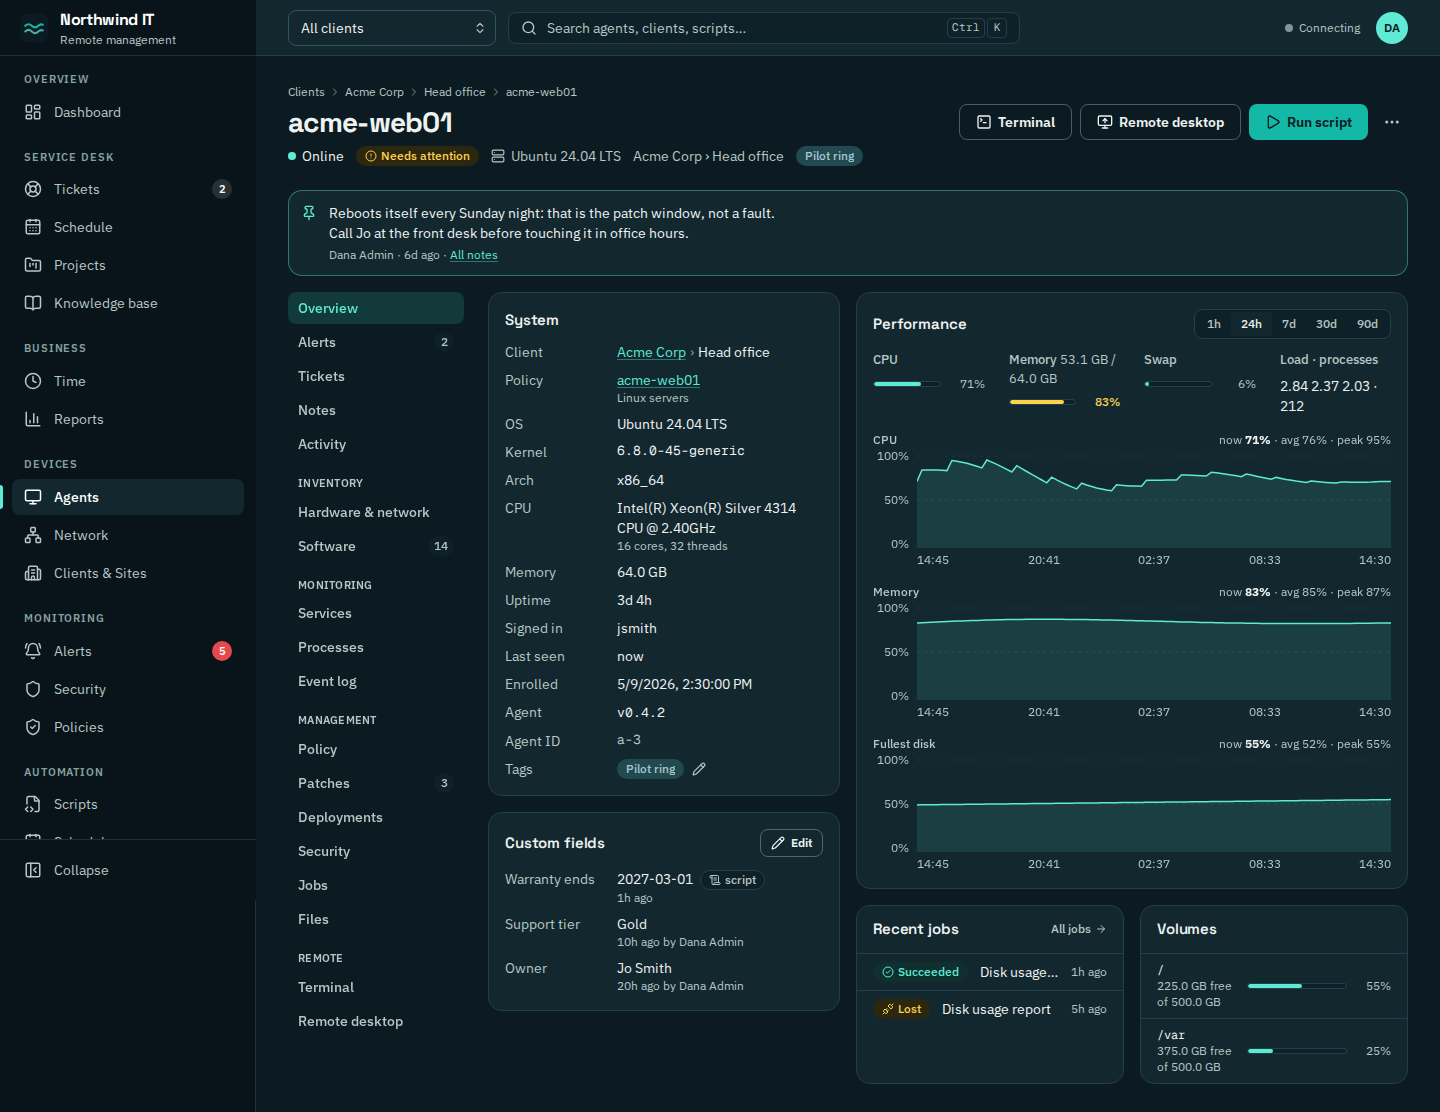 Northwind IT
Remote management
All clients
Search agents, clients, scripts...
Ctrl K
Connecting
DA
OVERVIEW
Dashboard
SERVICE DESK
Tickets 2
Schedule
Projects
Knowledge base
BUSINESS
Time
Reports
DEVICES
Agents
Network
Clients & Sites
MONITORING
Alerts 5
Security
Policies
AUTOMATION
Scripts
Collapse
Clients > Acme Corp > Head office > acme-web01
acme-web01
Online Needs attention Ubuntu 24.04 LTS Acme Corp › Head office Pilot ring
Terminal
Remote desktop
Run script
Reboots itself every Sunday night: that is the patch window, not a fault.
Call Jo at the front desk before touching it in office hours.
Dana Admin · 6d ago · All notes
Overview
Alerts 2
Tickets
Notes
Activity
INVENTORY
Hardware & network
Software 14
MONITORING
Services
Processes
Event log
MANAGEMENT
Policy
Patches 3
Deployments
Security
Jobs
Files
REMOTE
Terminal
Remote desktop
System
Client Acme Corp › Head office
Policy acme-web01
Linux servers
OS Ubuntu 24.04 LTS
Kernel 6.8.0-45-generic
Arch x86_64
CPU Intel(R) Xeon(R) Silver 4314
CPU @ 2.40GHz
16 cores, 32 threads
Memory 64.0 GB
Uptime 3d 4h
Signed in jsmith
Last seen now
Enrolled 5/9/2026, 2:30:00 PM
Agent v0.4.2
Agent ID a-3
Tags Pilot ring
Custom fields Edit
Warranty ends 2027-03-01 script
1h ago
Support tier Gold
10h ago by Dana Admin
Owner Jo Smith
20h ago by Dana Admin
Performance 1h 24h 7d 30d 90d
CPU
71%
Memory 53.1 GB /
64.0 GB
83%
Swap
6%
Load · processes
2.84 2.37 2.03 ·
212
CPU now 71% · avg 76% · peak 95%
100%
50%
0%
14:45 20:41 02:37 08:33 14:30
Memory now 83% · avg 85% · peak 87%
100%
50%
0%
14:45 20:41 02:37 08:33 14:30
Fullest disk now 55% · avg 52% · peak 55%
100%
50%
0%
14:45 20:41 02:37 08:33 14:30
Recent jobs All jobs
Succeeded Disk usage... 1h ago
Lost Disk usage report 5h ago
Volumes
/
225.0 GB free
of 500.0 GB
55%
/var
375.0 GB free
of 500.0 GB
25%